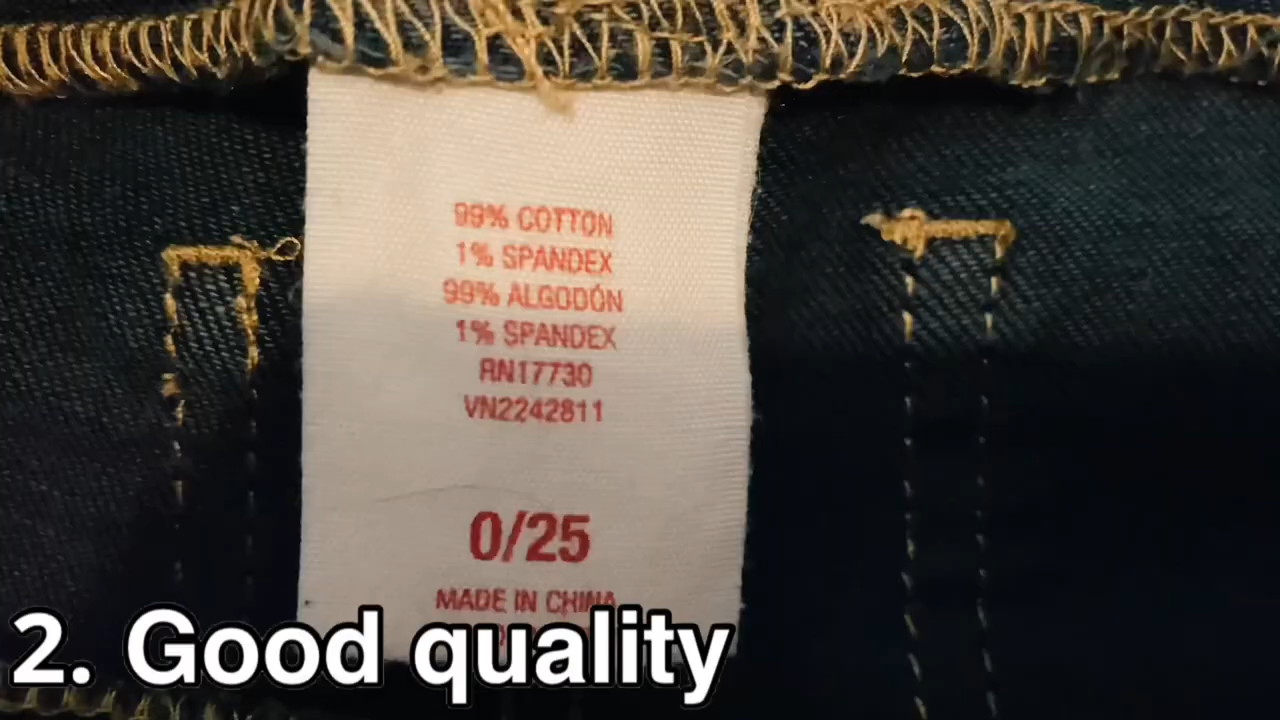 99% COTTON
1% SPANDEX
99% ALGODÓN
1% SPANDEX
RN17730
VN2242811
0/25
MADE IN CHINA
2. Good quality